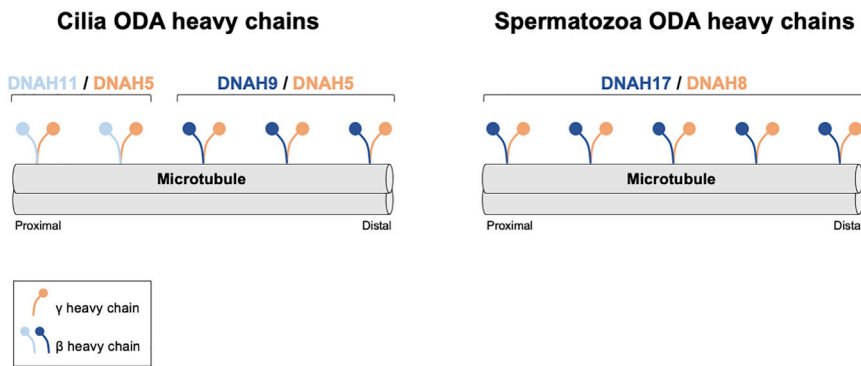 Cilia ODA heavy chains
Spermatozoa ODA heavy chains
DNAH11 / DNAH5
DNAH9 / DNAH5
DNAH17 / DNAH8
Microtubule
Microtubule
Proximal
Distal
Proximal
Distal
γ heavy chain
β heavy chain